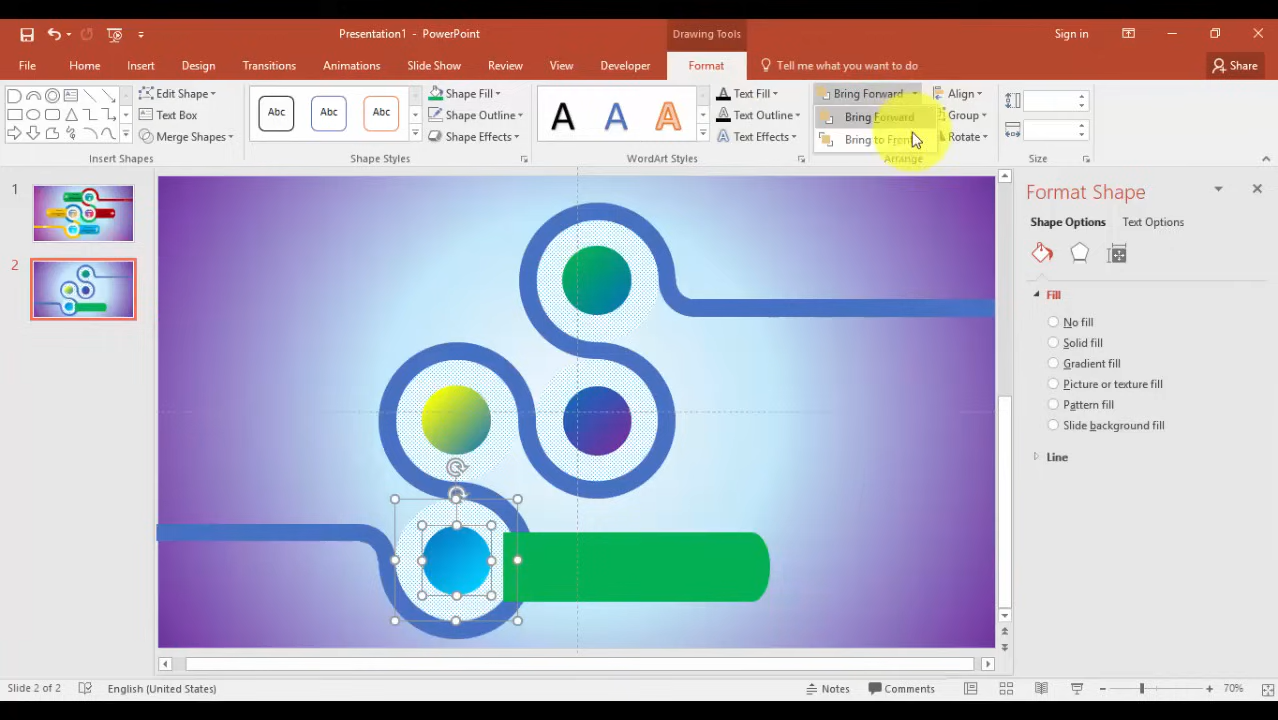 Presentation1 - PowerPoint
Drawing Tools
Sign in
File
Home
Insert
Design
Transitions
Animations
Slide Show
Review
View
Developer
Format
Tell me what you want to do
Share
Edit Shape
Text Box
Merge Shapes
Insert Shapes
Abc
Abc
Abc
Shape Fill
Shape Outline
Shape Effects
Shape Styles
A
A
A
Text Fill
Text Outline
Text Effects
WordArt Styles
Bring Forward
Bring Forward
Bring to Front
Align
Group
Rotate
Arrange
Size
1
2
Format Shape
Shape Options
Text Options
Fill
No fill
Solid fill
Gradient fill
Picture or texture fill
Pattern fill
Slide background fill
Line
Slide 2 of 2
English (United States)
Notes
Comments
70%